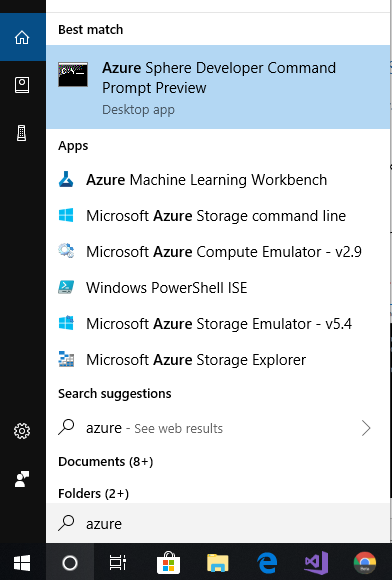 Best match
Azure Sphere Developer Command
Prompt Preview
Desktop app
Apps
Azure Machine Learning Workbench
Microsoft Azure Storage command line
Microsoft Azure Compute Emulator - v2.9
Windows PowerShell ISE
Microsoft Azure Storage Emulator - v5.4
Microsoft Azure Storage Explorer
Search suggestions
azure - See web results
Documents (8+)
Folders (2+)
azure